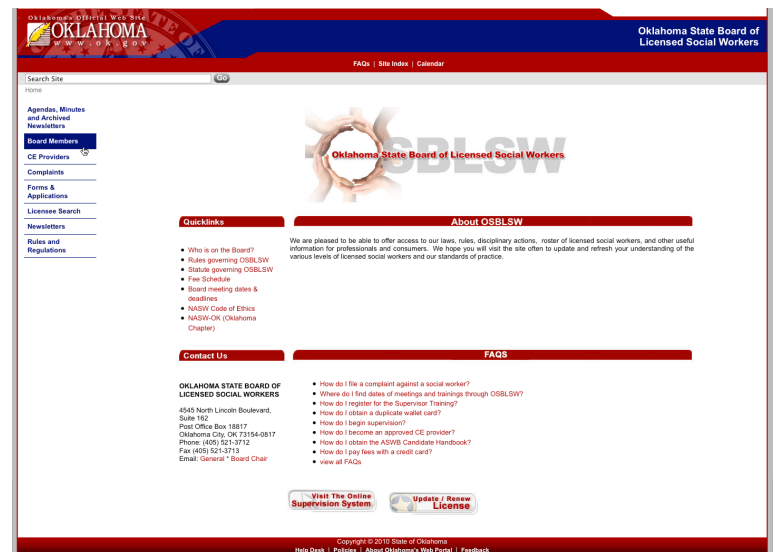 Oklahoma's Official Web Site
OKLAHOMA
www.ok.gov
STATE OF
Oklahoma State Board of
Licensed Social Workers
FAQs | Site Index | Calendar
Search Site
Go
Home
Agendas, Minutes
and Archived
Newsletters
Board Members
CE Providers
Complaints
Forms &
Applications
Licensee Search
Newsletters
Rules and
Regulations
OSBLSW
Oklahoma State Board of Licensed Social Workers
Quicklinks
• Who is on the Board?
• Rules governing OSBLSW
• Statute governing OSBLSW
• Fee Schedule
• Board meeting dates &
deadlines
• NASW Code of Ethics
• NASW-OK (Oklahoma
Chapter)
About OSBLSW
We are pleased to be able to offer access to our laws, rules, disciplinary actions, roster of licensed social workers, and other useful
information for professionals and consumers. We hope you will visit the site often to update and refresh your understanding of the
various levels of licensed social workers and our standards of practice.
Contact Us
OKLAHOMA STATE BOARD OF
LICENSED SOCIAL WORKERS
4545 North Lincoln Boulevard,
Suite 162
Post Office Box 18817
Oklahoma City, OK 73154-0817
Phone: (405) 521-3712
Fax (405) 521-3713
Email: General * Board Chair
FAQS
• How do I file a complaint against a social worker?
• Where do I find dates of meetings and trainings through OSBLSW?
• How do I register for the Supervisor Training?
• How do I obtain a duplicate wallet card?
• How do I begin supervision?
• How do I become an approved CE provider?
• How do I obtain the ASWB Candidate Handbook?
• How do I pay fees with a credit card?
• view all FAQs
Visit The Online
Supervision System
Update / Renew
License
Copyright © 2010 State of Oklahoma
Help Desk | Policies | About Oklahoma's Web Portal | Feedback